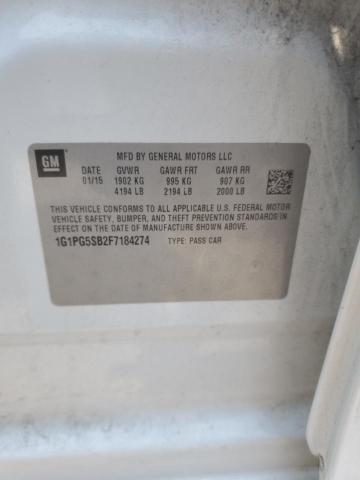 GM
MFD BY GENERAL MOTORS LLC
DATE GVWR GAWR FRT GAWR RR
01/15 1902 KG 995 KG 907 KG
4194 LB 2194 LB 2000 LB
THIS VEHICLE CONFORMS TO ALL APPLICABLE U.S. FEDERAL MOTOR
VEHICLE SAFETY, BUMPER, AND THEFT PREVENTION STANDARDS
IN EFFECT ON THE DATE OF MANUFACTURE SHOWN ABOVE.
1G1PG5SB2F7184274 TYPE: PASS CAR